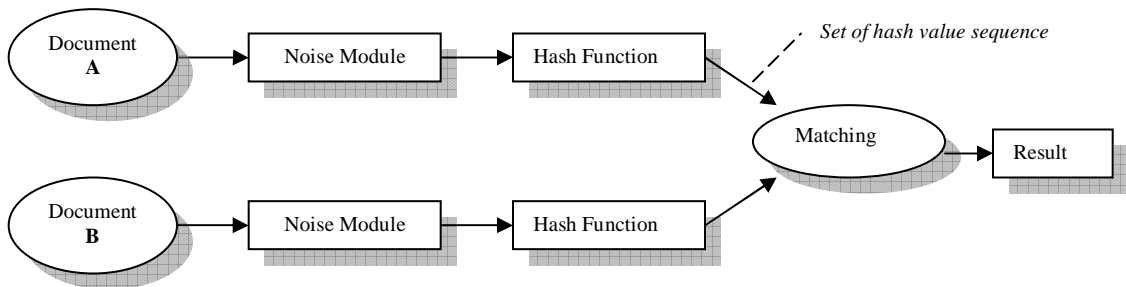 Document
A
Noise Module
Hash Function
Set of hash value sequence
Matching
Result
Document
B
Noise Module
Hash Function